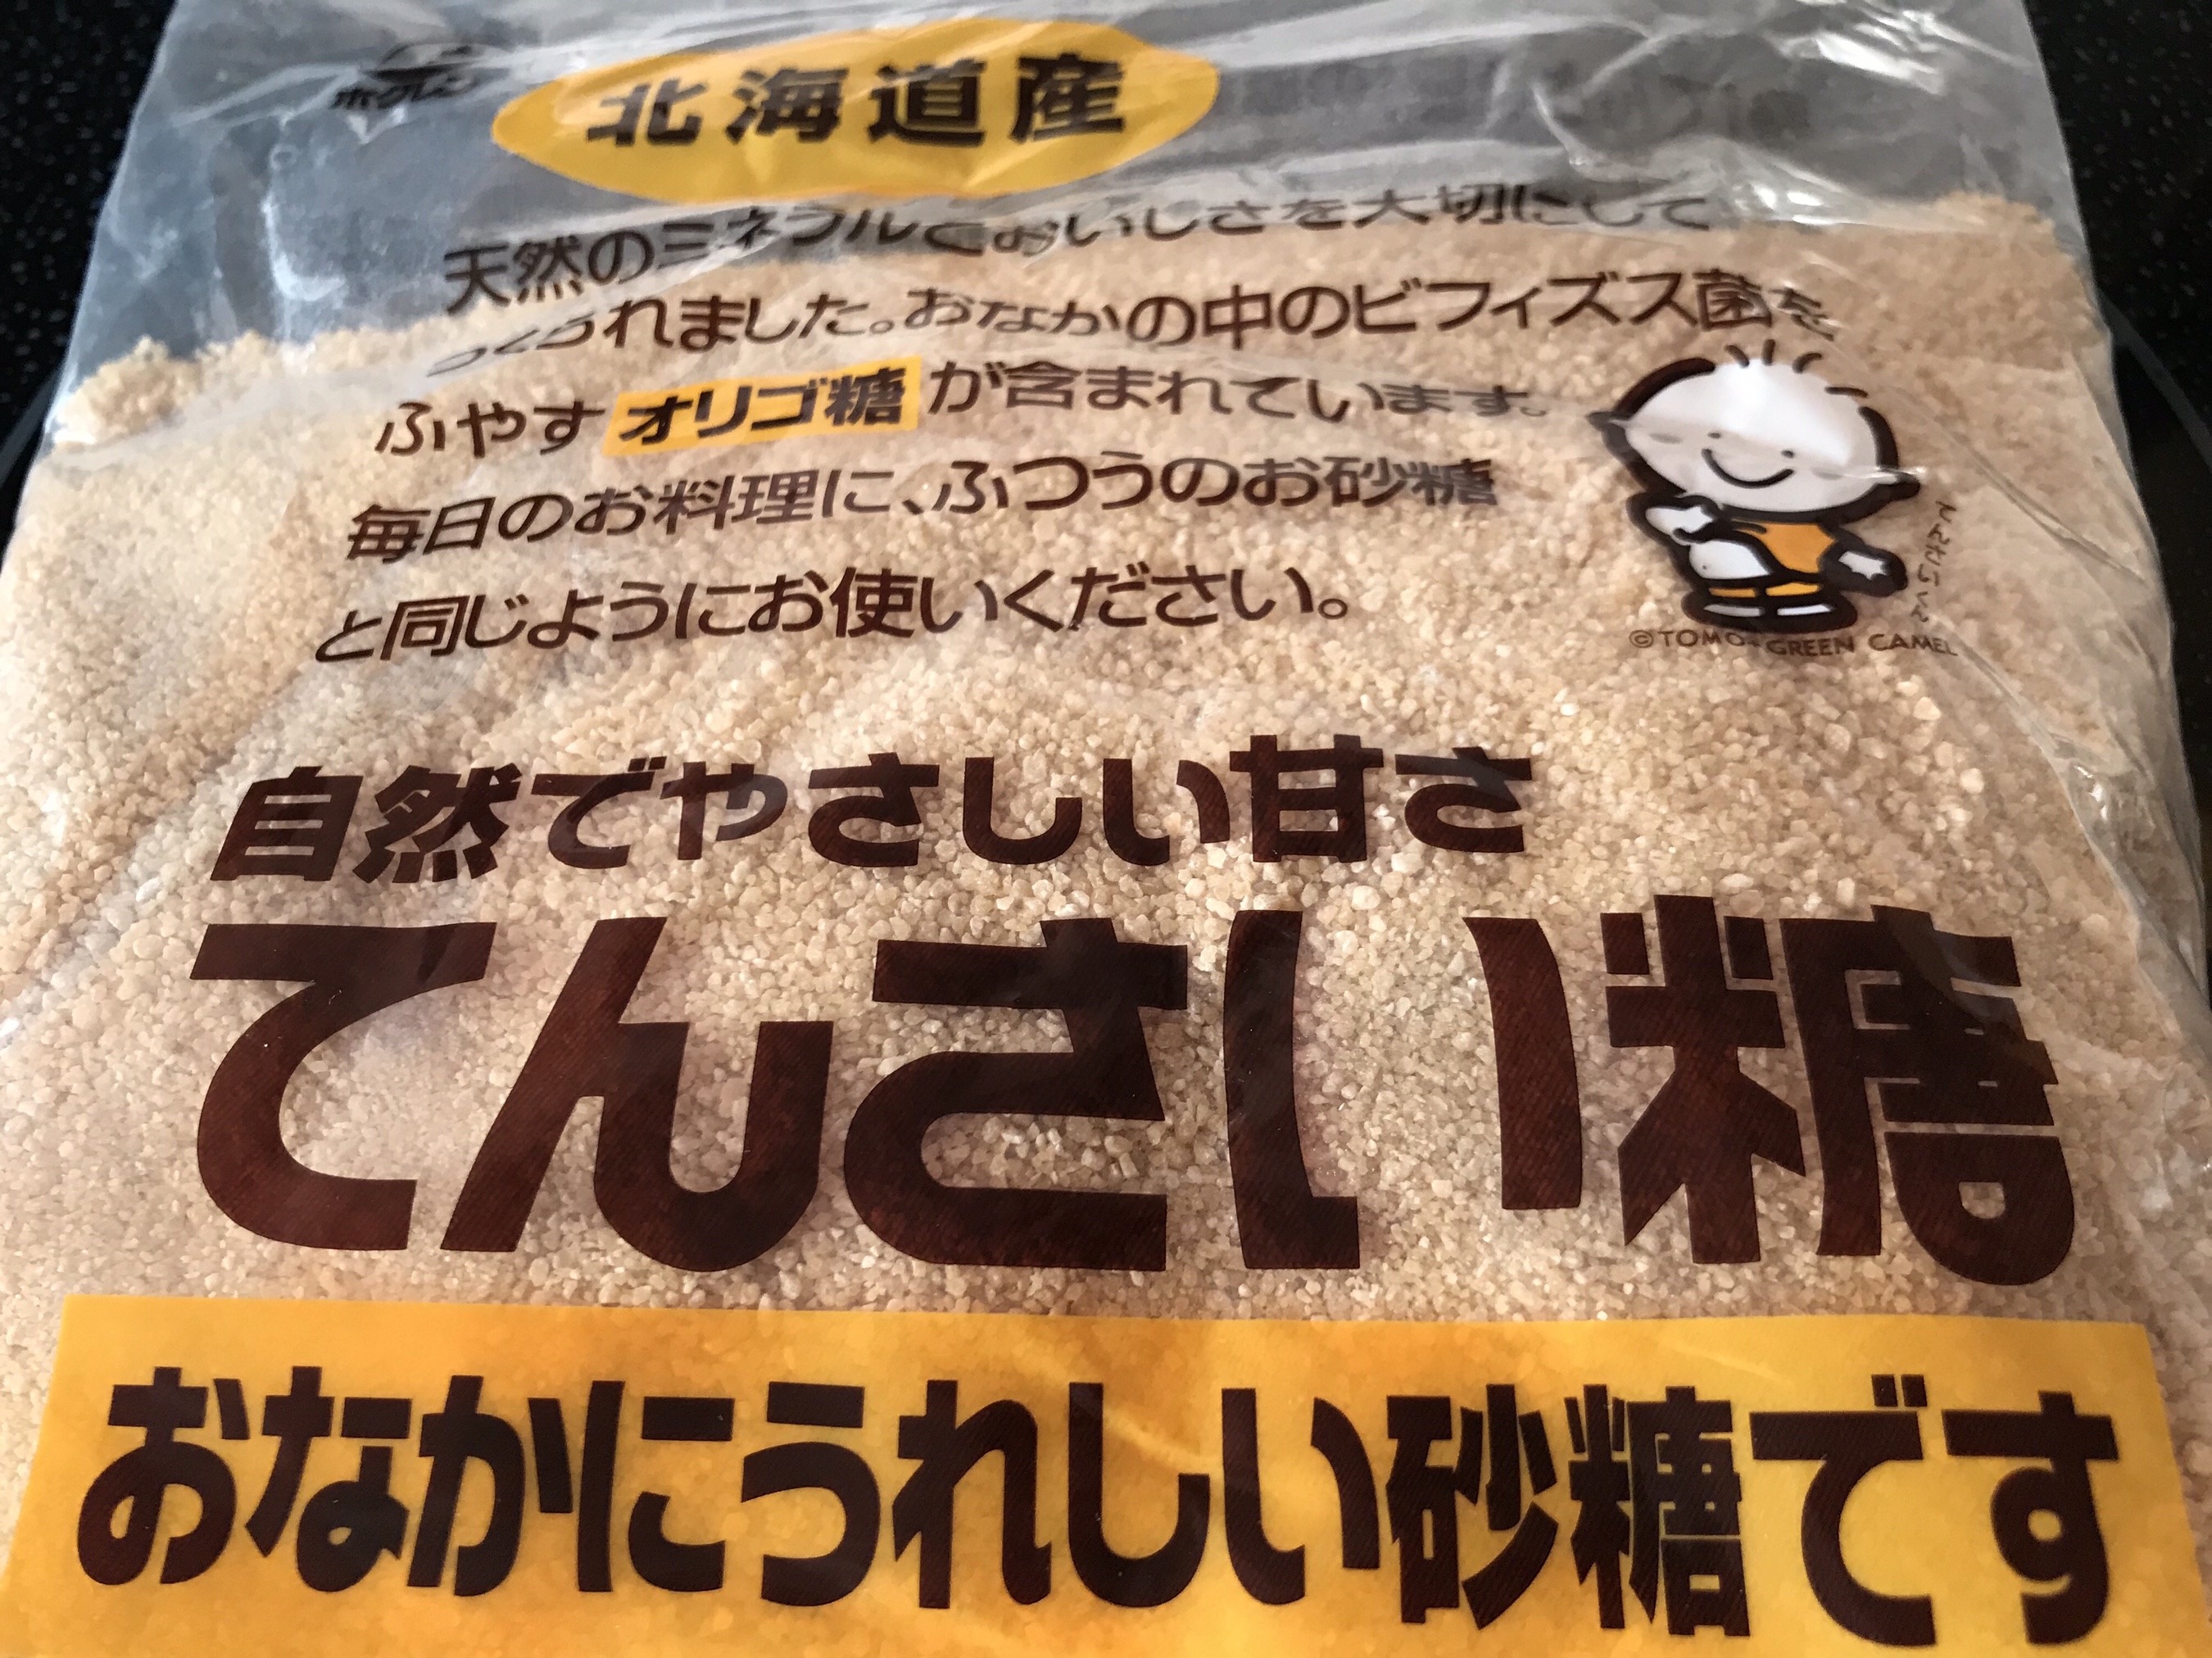 ホクレン
北海道産
天然のミネラルとおいしさを大切にして
つくられました。おなかの中のビフィズス菌を
ふやすオリゴ糖が含まれています。
毎日のお料理に、ふつうのお砂糖
と同じようにお使いください。
©TOMO・GREEN CAMEL
自然でやさしい甘さ
てんさい糖
おなかにうれしい砂糖です